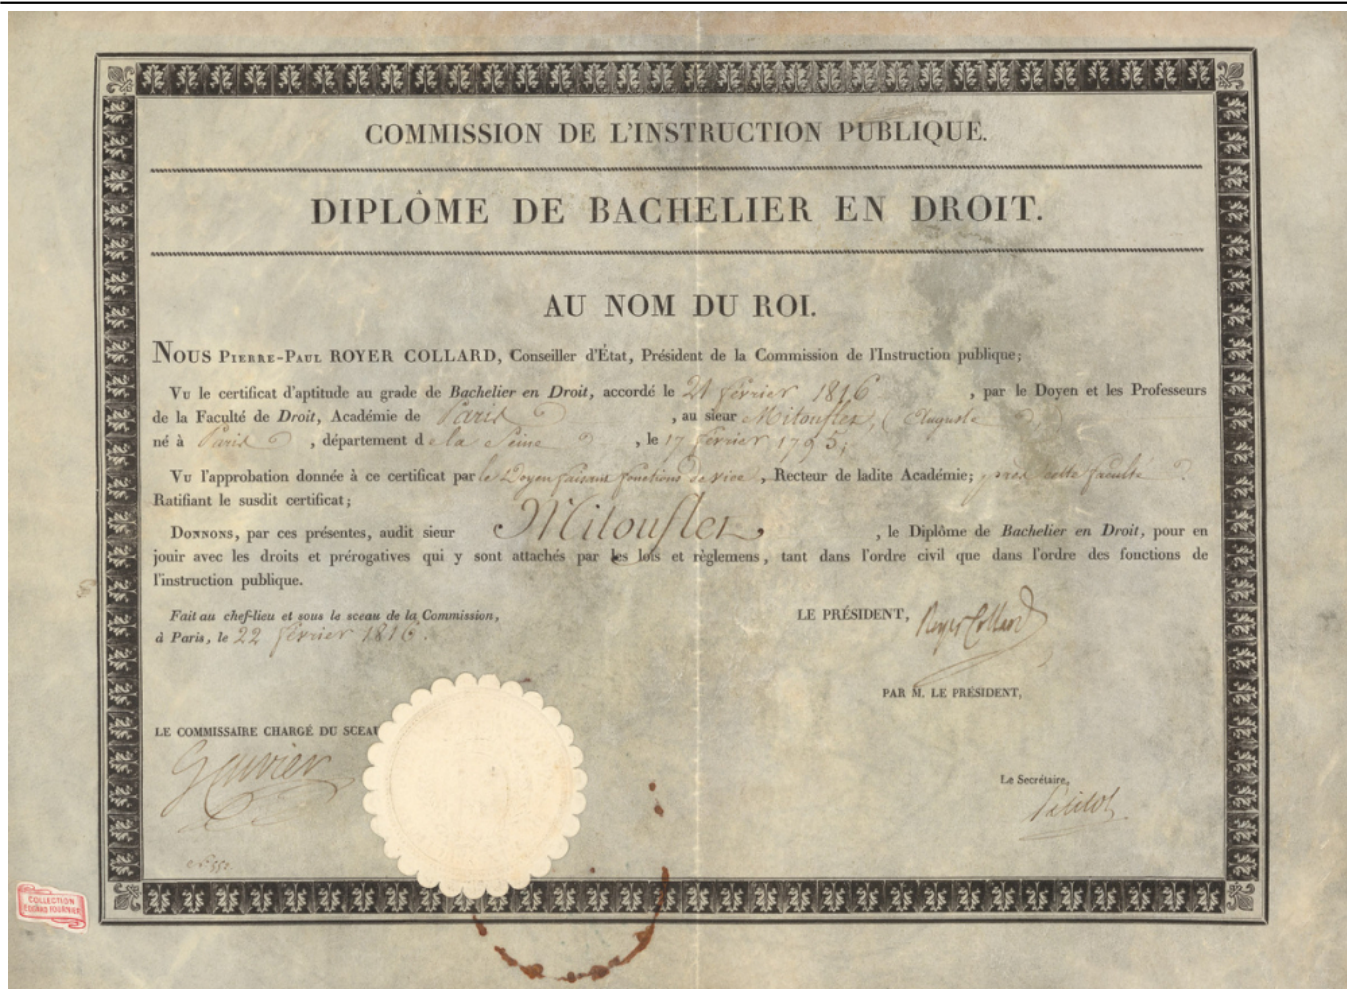 COMMISSION DE L'INSTRUCTION PUBLIQUE.
DIPLÔME DE BACHELIER EN DROIT.
AU NOM DU ROI.
NOUS PIERRE-PAUL ROYER COLLARD, Conseiller d'État, Président de la Commission de l'Instruction publique;
VU le certificat d'aptitude au grade de Bachelier en Droit, accordé le 21 février 1816, par le Doyen et les Professeurs
de la Faculté de Droit, Académie de Paris, au sieur Mitoufler, (Auguste)
né à Paris, département de la Seine, le 17 février 1795;
VU l'approbation donnée à ce certificat par le Doyen faisant fonctions de vice, Recteur de ladite Académie; près cette faculté
Ratifiant le susdit certificat;
DONNONS, par ces présentes, audit sieur Mitoufler, le Diplôme de Bachelier en Droit, pour en
jouir avec les droits et prérogatives qui y sont attachés par les lois et règlemens, tant dans l'ordre civil que dans l'ordre des fonctions de
l'instruction publique.
Fait au chef-lieu et sous le sceau de la Commission,
à Paris, le 22 février 1816.
LE PRÉSIDENT, Royer Collard
PAR M. LE PRÉSIDENT,
LE COMMISSAIRE CHARGÉ DU SCEAU
Le Secrétaire,
Petitot
COLLECTION
EDOUARD FOURNIER